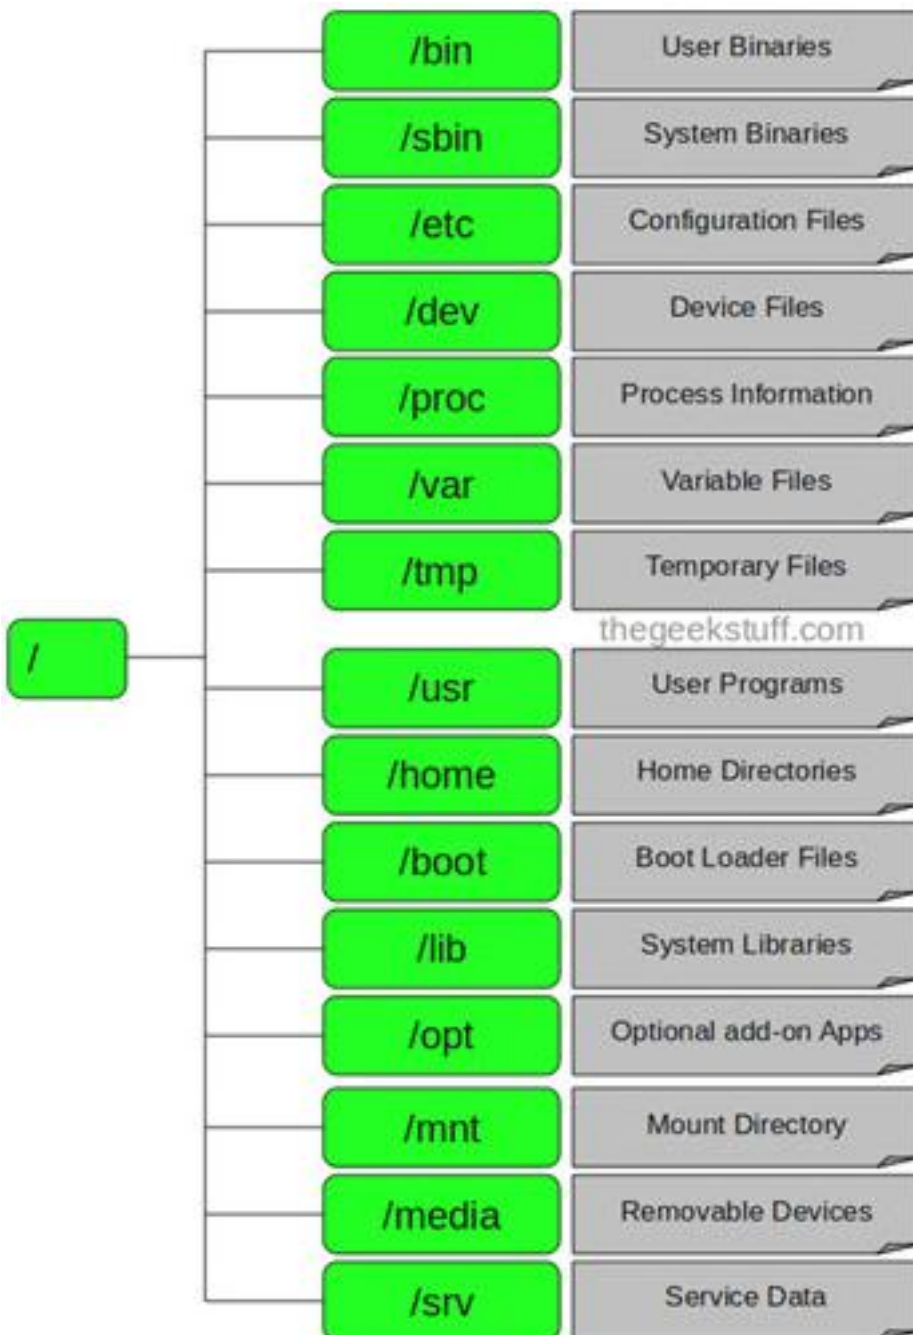 /bin User Binaries
/sbin System Binaries
/etc Configuration Files
/dev Device Files
/proc Process Information
/var Variable Files
/tmp Temporary Files
thegeekstuff.com
/
/usr User Programs
/home Home Directories
/boot Boot Loader Files
/lib System Libraries
/opt Optional add-on Apps
/mnt Mount Directory
/media Removable Devices
/srv Service Data